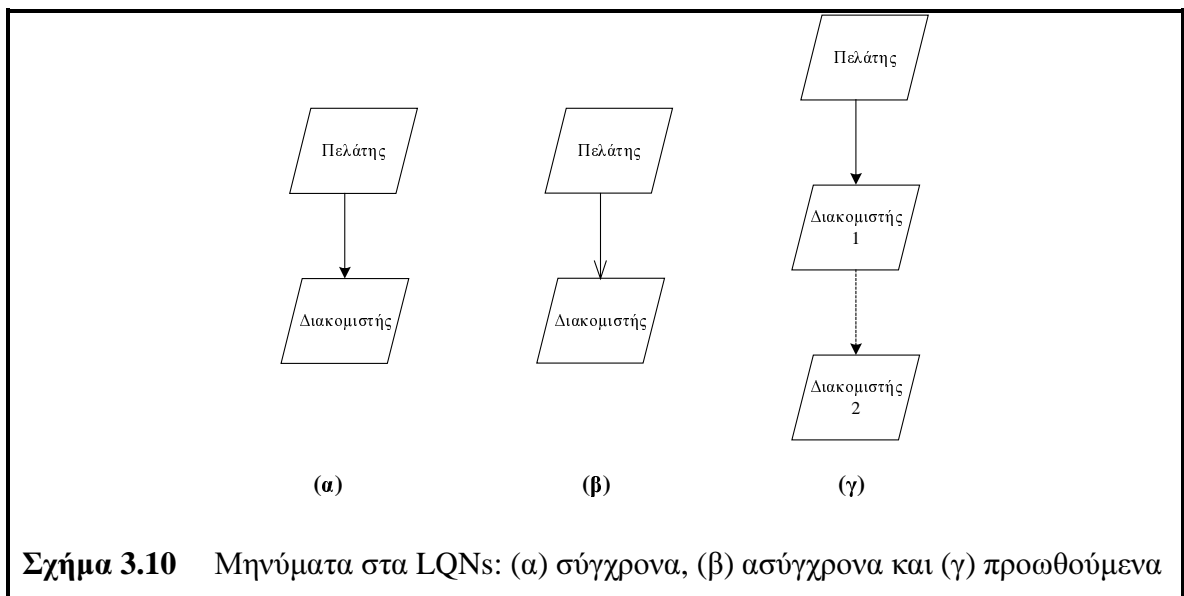 Πελάτης
Διακομιστής
(α)
Πελάτης
Διακομιστής
(β)
Πελάτης
Διακομιστής
1
Διακομιστής
2
(γ)
Σχήμα 3.10 Μηνύματα στα LQNs: (α) σύγχρονα, (β) ασύγχρονα και (γ) προωθούμενα